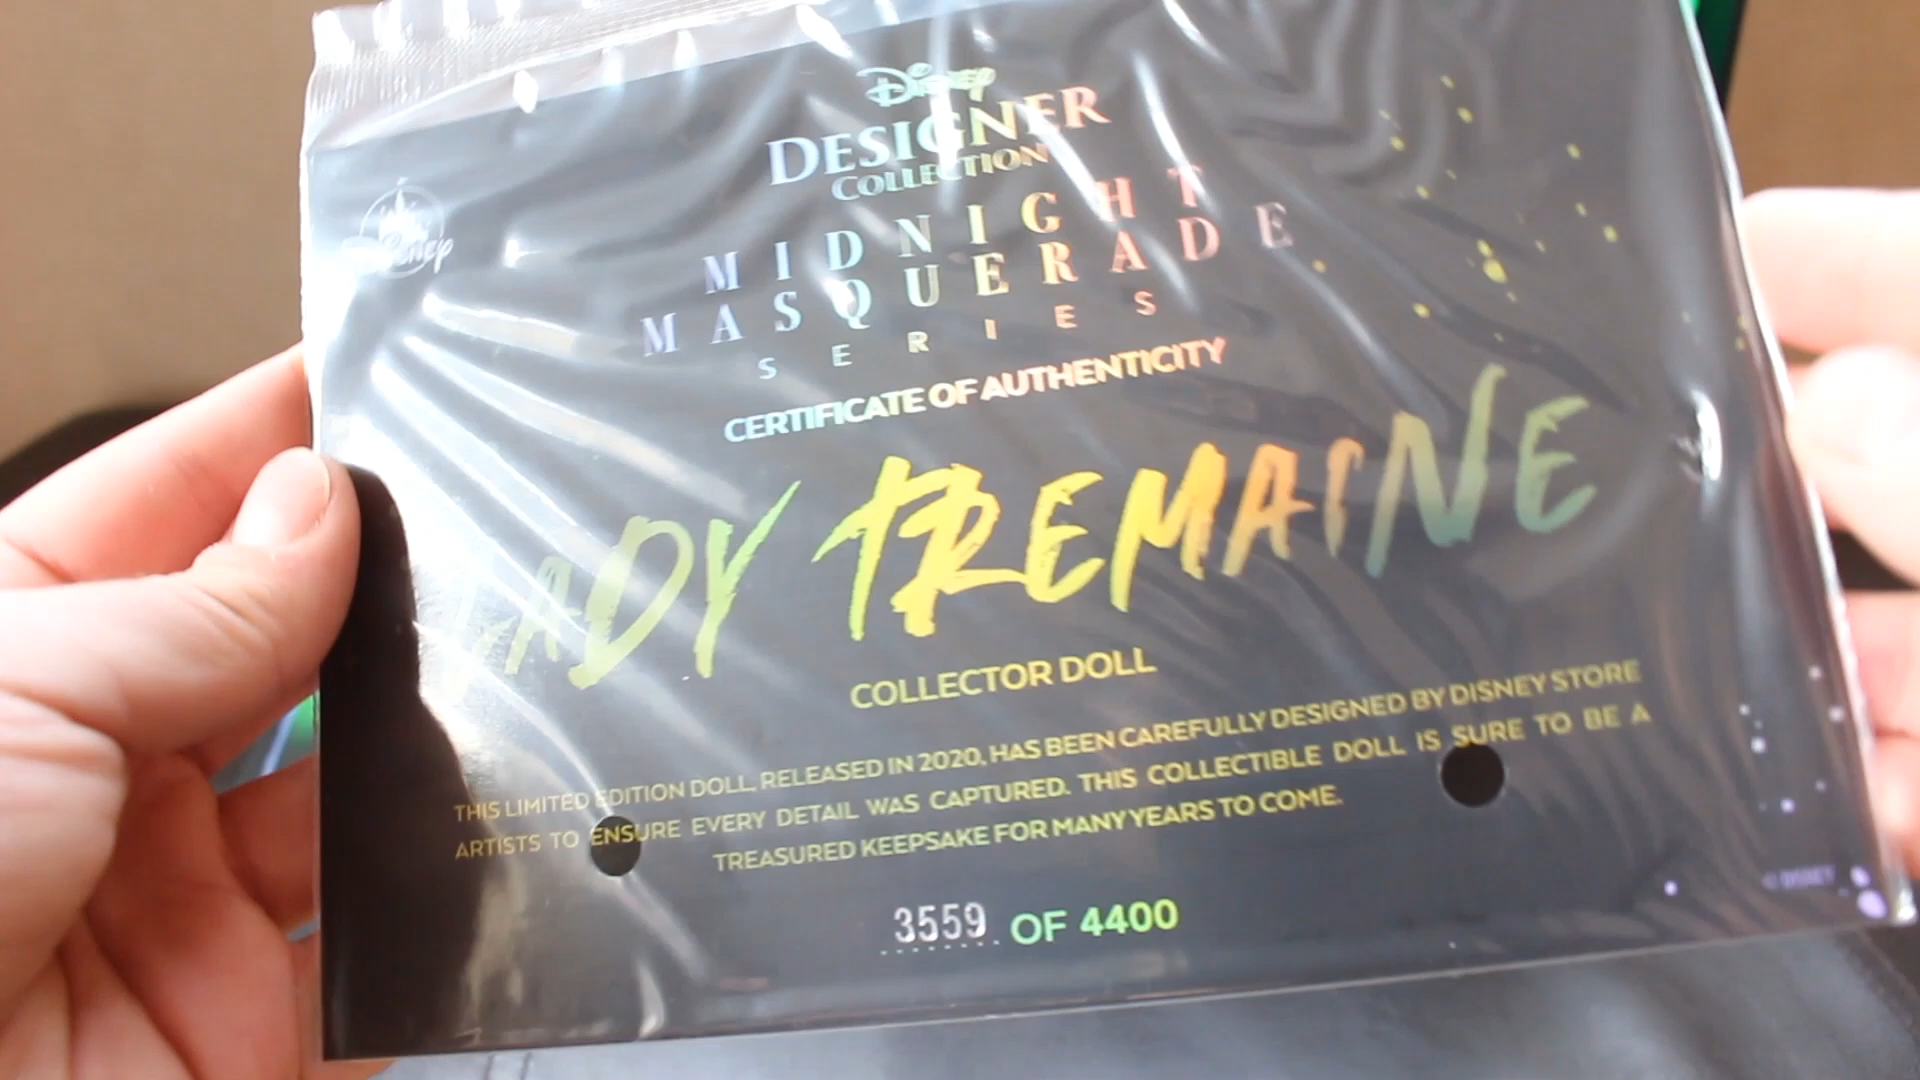 Disney
DESIGNER
COLLECTION
Disney
MIDNIGHT
MASQUERADE
SERIES
CERTIFICATE OF AUTHENTICITY
LADY TREMAINE
COLLECTOR DOLL
THIS LIMITED EDITION DOLL, RELEASED IN 2020, HAS BEEN CAREFULLY DESIGNED BY DISNEY STORE
ARTISTS TO ENSURE EVERY DETAIL WAS CAPTURED. THIS COLLECTIBLE DOLL IS SURE TO BE A
TREASURED KEEPSAKE FOR MANY YEARS TO COME.
© DISNEY
3559 OF 4400